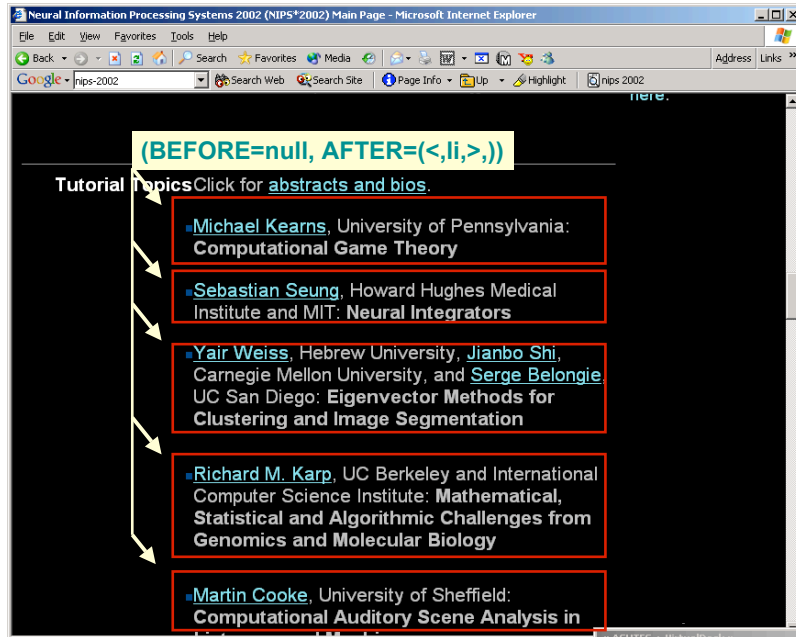 Neural Information Processing Systems 2002 (NIPS*2002) Main Page - Microsoft Internet Explorer
File Edit View Favorites Tools Help
Back Search Favorites Media Address Links »
Google nips-2002 Search Web Search Site Page Info Up Highlight nips 2002
here.
(BEFORE=null, AFTER=(<,li,>,))
Tutorial Topics Click for abstracts and bios.
Michael Kearns, University of Pennsylvania:
Computational Game Theory
Sebastian Seung, Howard Hughes Medical
Institute and MIT: Neural Integrators
Yair Weiss, Hebrew University, Jianbo Shi,
Carnegie Mellon University, and Serge Belongie,
UC San Diego: Eigenvector Methods for
Clustering and Image Segmentation
Richard M. Karp, UC Berkeley and International
Computer Science Institute: Mathematical,
Statistical and Algorithmic Challenges from
Genomics and Molecular Biology
Martin Cooke, University of Sheffield:
Computational Auditory Scene Analysis in